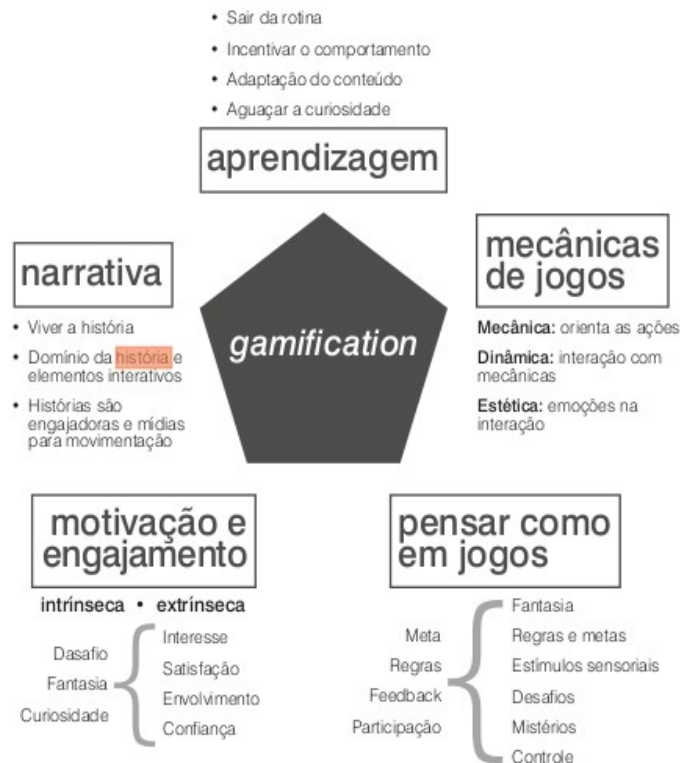 • Sair da rotina
• Incentivar o comportamento
• Adaptação do conteúdo
• Aguaçar a curiosidade
aprendizagem
narrativa
• Viver a história
• Domínio da história e
elementos interativos
• Histórias são
engajadoras e mídias
para movimentação
gamification
mecânicas
de jogos
Mecânica: orienta as ações
Dinâmica: interação com
mecânicas
Estética: emoções na
interação
motivação e
engajamento
intrínseca • extrínseca
Dasafio
Fantasia
Curiosidade
Interesse
Satisfação
Envolvimento
Confiança
pensar como
em jogos
Meta
Regras
Feedback
Participação
Fantasia
Regras e metas
Estímulos sensoriais
Desafios
Mistérios
Controle